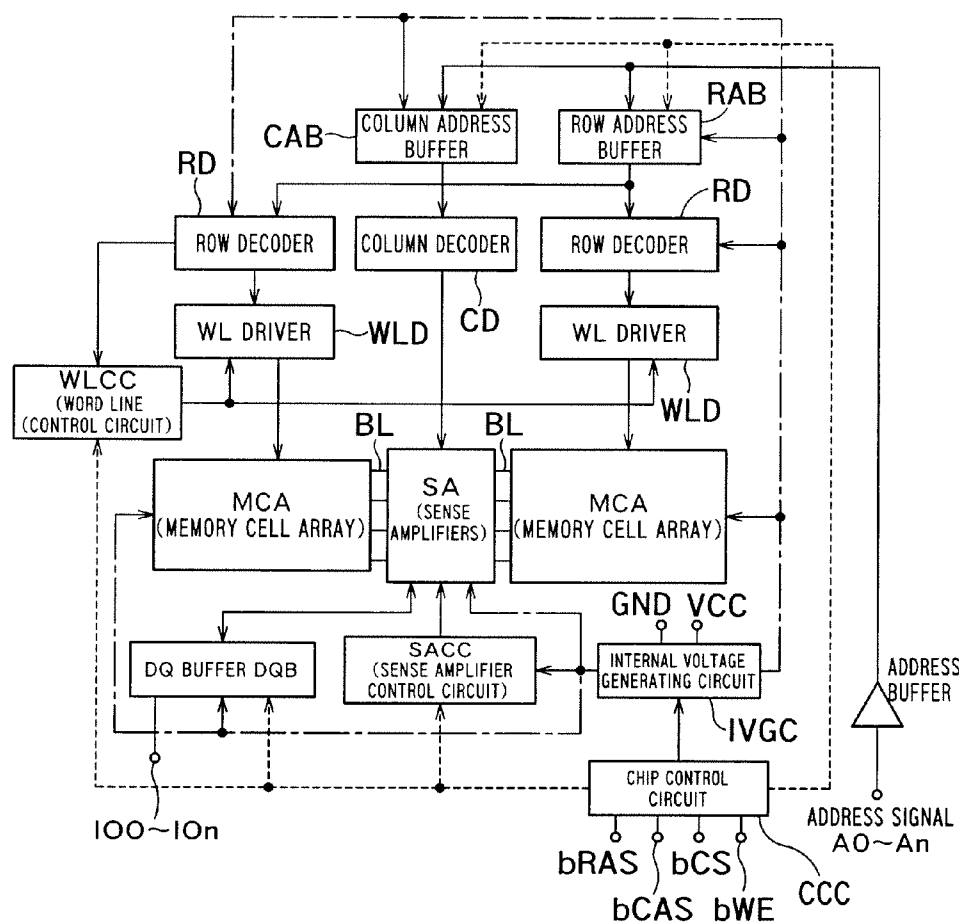 RAB
CAB
COLUMN ADDRESS
BUFFER
ROW ADDRESS
BUFFER
RD
RD
ROW DECODER
COLUMN DECODER
ROW DECODER
CD
WL DRIVER
WLD
WL DRIVER
WLD
WLCC
(WORD LINE
(CONTROL CIRCUIT)
BL
BL
MCA
(MEMORY CELL ARRAY)
SA
(SENSE
AMPLIFIERS)
MCA
(MEMORY CELL ARRAY)
GND
VCC
DQ BUFFER DQB
SACC
(SENSE AMPLIFIER
CONTROL CIRCUIT)
INTERNAL VOLTAGE
GENERATING CIRCUIT
IVGC
ADDRESS
BUFFER
CHIP CONTROL
CIRCUIT
IO0~IOn
bRAS
bCAS
bCS
bWE
CCC
ADDRESS SIGNAL
A0~An